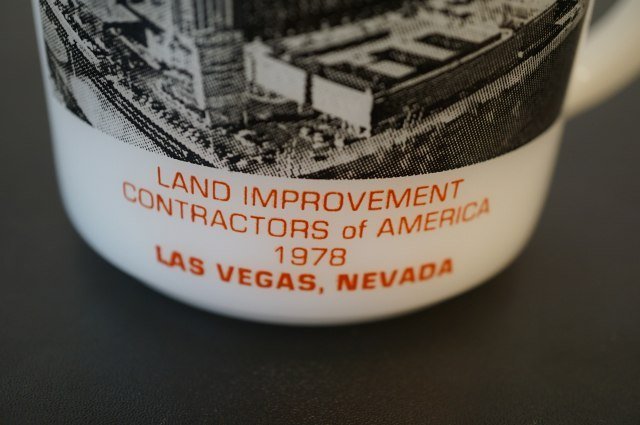 LAND IMPROVEMENT
CONTRACTORS of AMERICA
1978
LAS VEGAS, NEVADA